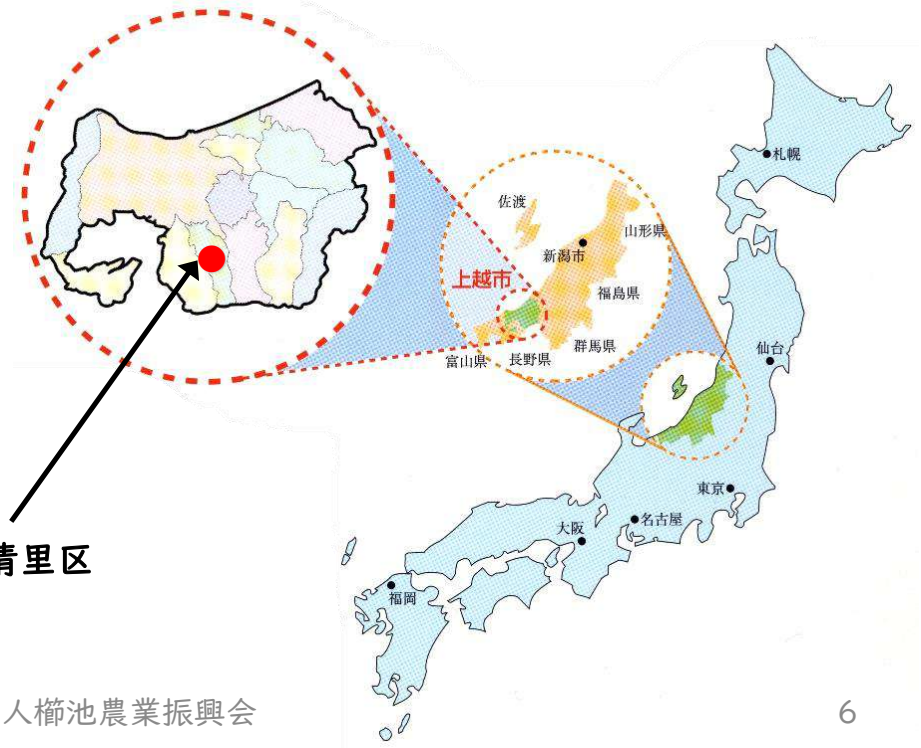 札幌
佐渡
山形県
新潟市
上越市
福島県
群馬県
富山県
長野県
仙台
東京
名古屋
大阪
福岡
青里区
人櫛池農業振興会
6